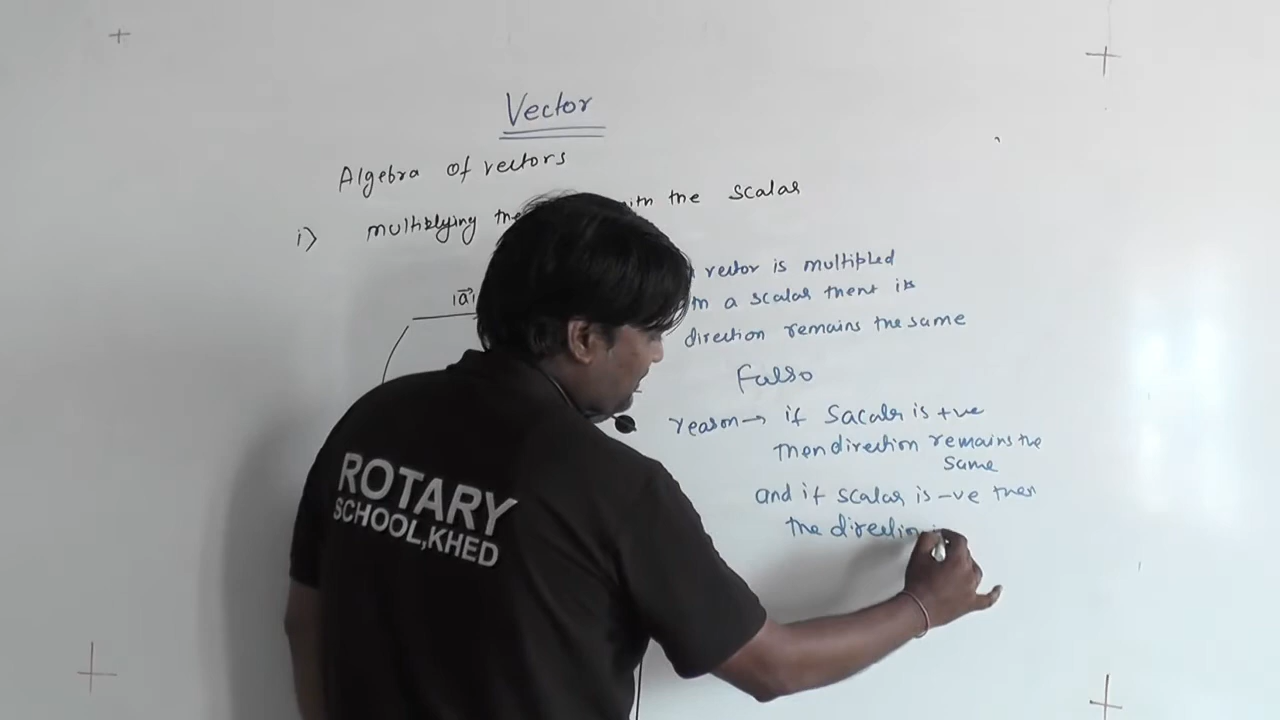 Vector
Algebra of vectors
i) multiplying the with the scalar
|a⃗|
vector is multipled
a scalar then its
direction remains the same
False
reason → if Sacalar is +ve
then direction remains the
same
and if scalar is -ve then
the direction
ROTARY
SCHOOL,KHED